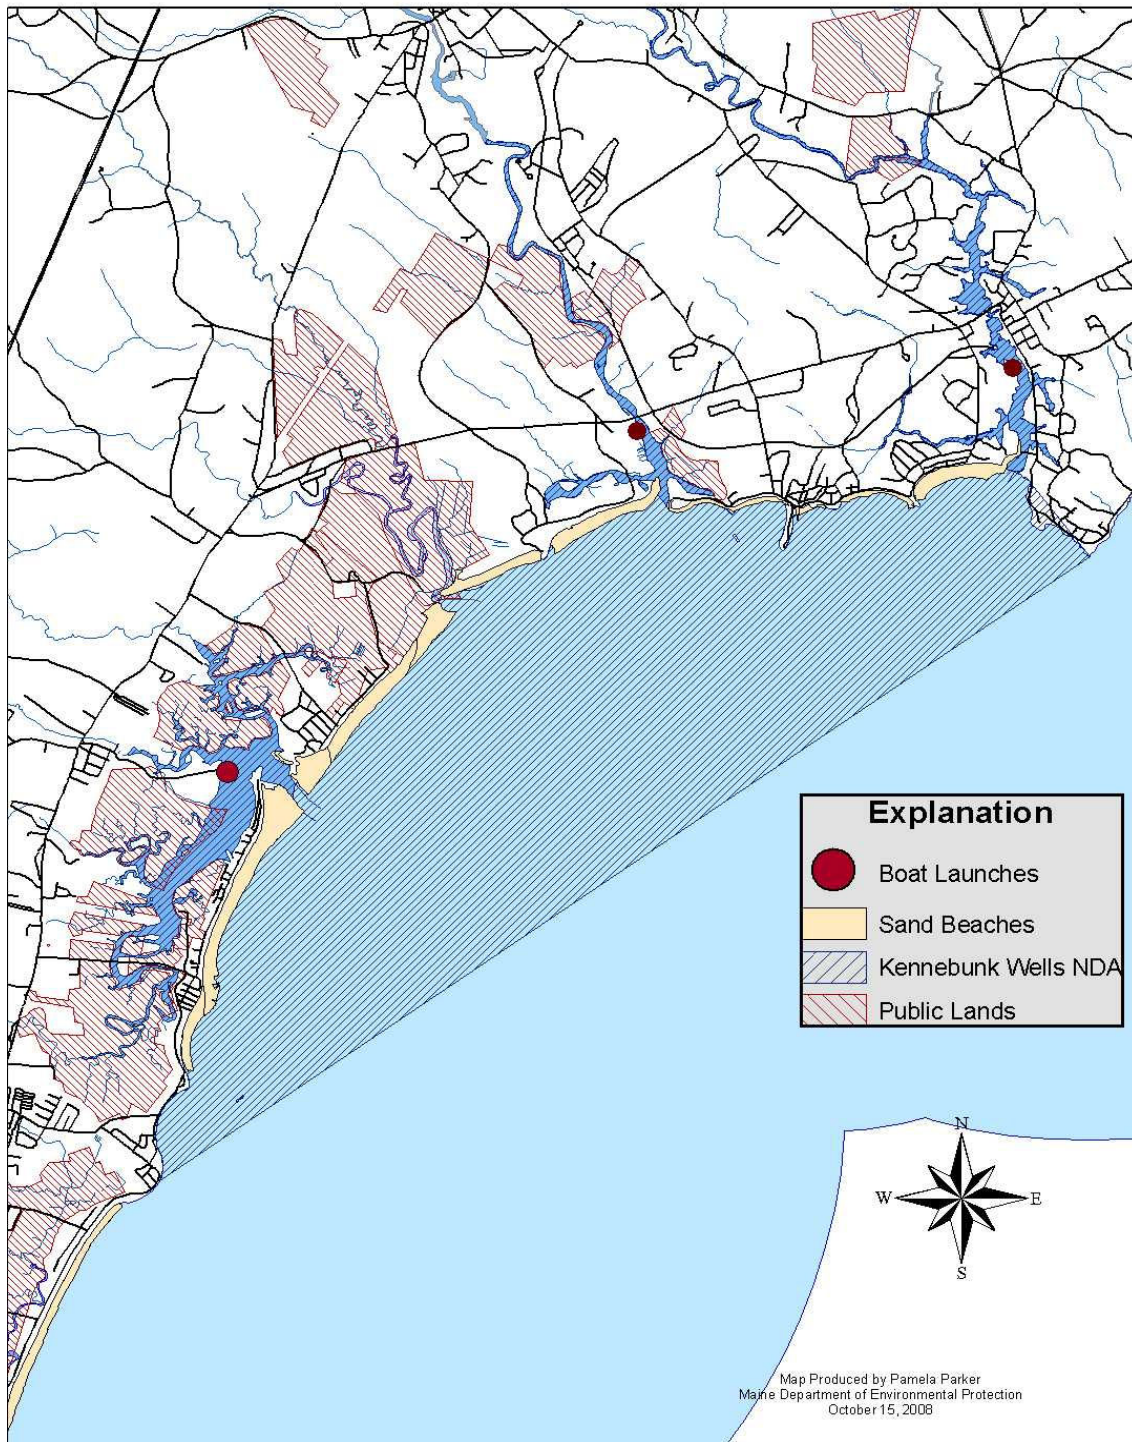 Explanation
Boat Launches
Sand Beaches
Kennebunk Wells NDA
Public Lands
N
W E
S
Map Produced by Pamela Parker
Maine Department of Environmental Protection
October 15, 2008